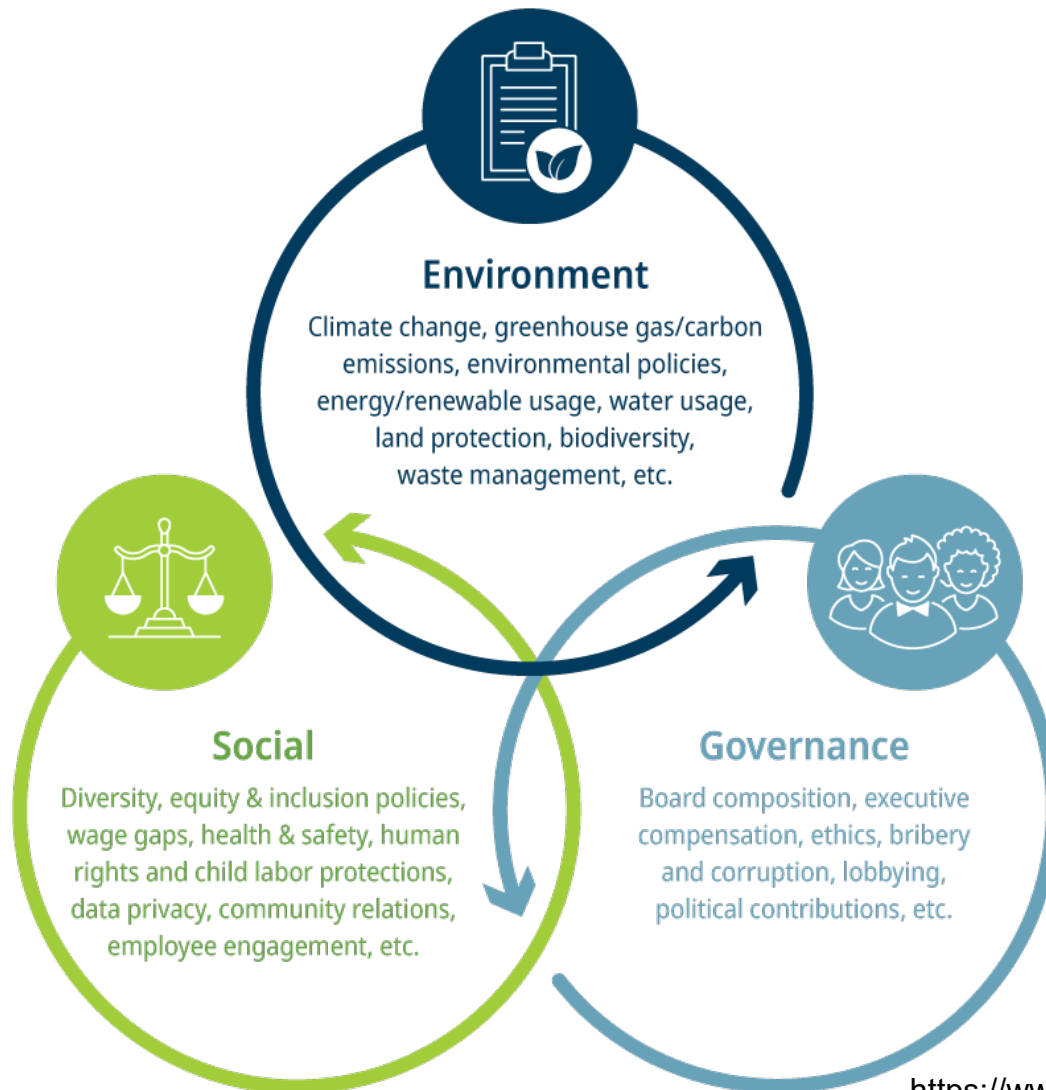 Environment
Climate change, greenhouse gas/carbon
emissions, environmental policies,
energy/renewable usage, water usage,
land protection, biodiversity,
waste management, etc.
Social
Diversity, equity & inclusion policies,
wage gaps, health & safety, human
rights and child labor protections,
data privacy, community relations,
employee engagement, etc.
Governance
Board composition, executive
compensation, ethics, bribery
and corruption, lobbying,
political contributions, etc.